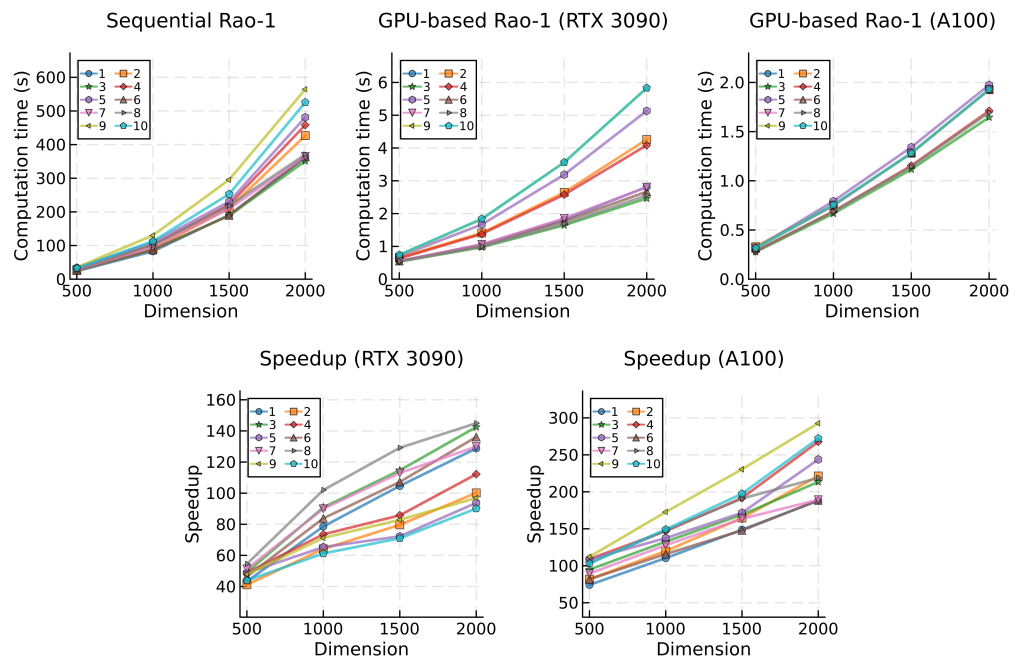 Sequential Rao-1
GPU-based Rao-1 (RTX 3090)
GPU-based Rao-1 (A100)
Computation time (s)
600
500
400
300
200
100
0
500 1000 1500 2000
Dimension
1 2
3 4
5 6
7 8
9 10
Computation time (s)
6
5
4
3
2
1
0
500 1000 1500 2000
Dimension
1 2
3 4
5 6
7 8
9 10
Computation time (s)
2.0
1.5
1.0
0.5
0.0
500 1000 1500 2000
Dimension
1 2
3 4
5 6
7 8
9 10
Speedup (RTX 3090)
Speedup (A100)
Speedup
160
140
120
100
80
60
40
500 1000 1500 2000
Dimension
1 2
3 4
5 6
7 8
9 10
Speedup
300
250
200
150
100
50
500 1000 1500 2000
Dimension
1 2
3 4
5 6
7 8
9 10